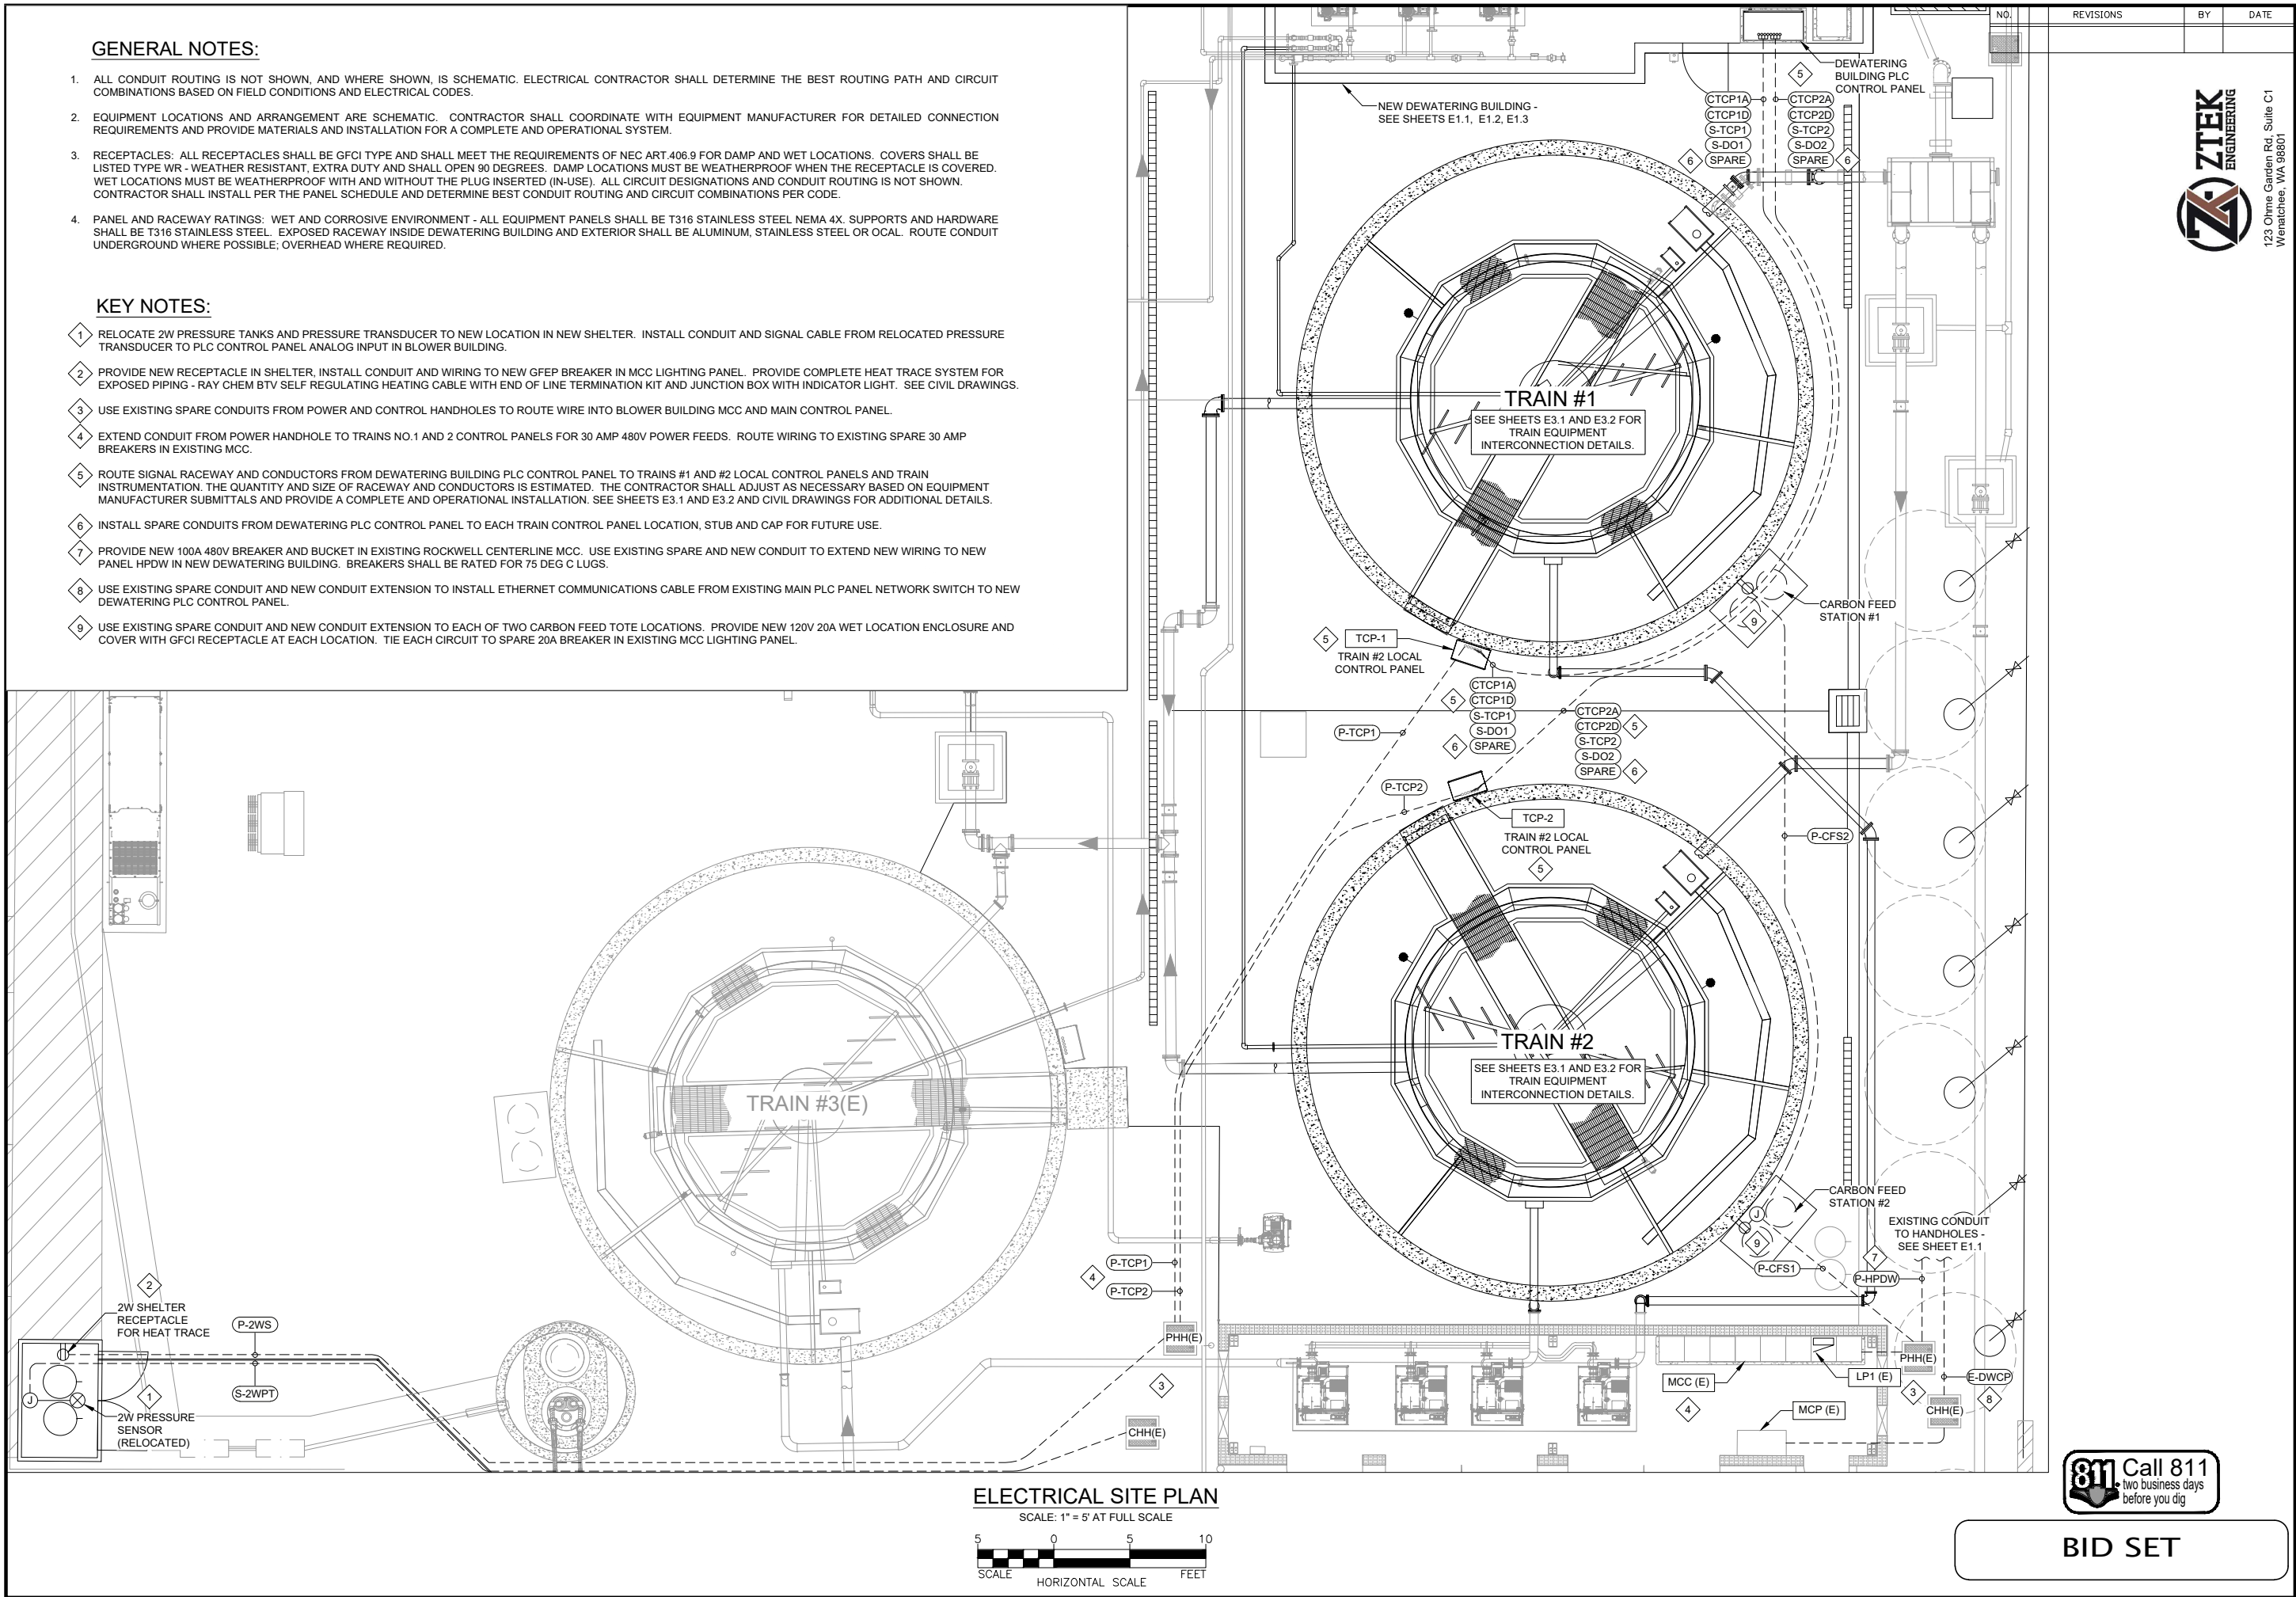 GENERAL NOTES:
1. ALL CONDUIT ROUTING IS NOT SHOWN, AND WHERE SHOWN, IS SCHEMATIC. ELECTRICAL CONTRACTOR SHALL DETERMINE THE BEST ROUTING PATH AND CIRCUIT
COMBINATIONS BASED ON FIELD CONDITIONS AND ELECTRICAL CODES.
2. EQUIPMENT LOCATIONS AND ARRANGEMENT ARE SCHEMATIC. CONTRACTOR SHALL COORDINATE WITH EQUIPMENT MANUFACTURER FOR DETAILED CONNECTION
REQUIREMENTS AND PROVIDE MATERIALS AND INSTALLATION FOR A COMPLETE AND OPERATIONAL SYSTEM.
3. RECEPTACLES: ALL RECEPTACLES SHALL BE GFCI TYPE AND SHALL MEET THE REQUIREMENTS OF NEC ART.406.9 FOR DAMP AND WET LOCATIONS. COVERS SHALL BE
LISTED TYPE WR - WEATHER RESISTANT, EXTRA DUTY AND SHALL OPEN 90 DEGREES. DAMP LOCATIONS MUST BE WEATHERPROOF WHEN THE RECEPTACLE IS COVERED.
WET LOCATIONS MUST BE WEATHERPROOF WITH AND WITHOUT THE PLUG INSERTED (IN-USE). ALL CIRCUIT DESIGNATIONS AND CONDUIT ROUTING IS NOT SHOWN.
CONTRACTOR SHALL INSTALL PER THE PANEL SCHEDULE AND DETERMINE BEST CONDUIT ROUTING AND CIRCUIT COMBINATIONS PER CODE.
4. PANEL AND RACEWAY RATINGS: WET AND CORROSIVE ENVIRONMENT - ALL EQUIPMENT PANELS SHALL BE T316 STAINLESS STEEL NEMA 4X. SUPPORTS AND HARDWARE
SHALL BE T316 STAINLESS STEEL. EXPOSED RACEWAY INSIDE DEWATERING BUILDING AND EXTERIOR SHALL BE ALUMINUM, STAINLESS STEEL OR OCAL. ROUTE CONDUIT
UNDERGROUND WHERE POSSIBLE; OVERHEAD WHERE REQUIRED.
KEY NOTES:
1 RELOCATE 2W PRESSURE TANKS AND PRESSURE TRANSDUCER TO NEW LOCATION IN NEW SHELTER. INSTALL CONDUIT AND SIGNAL CABLE FROM RELOCATED PRESSURE
TRANSDUCER TO PLC CONTROL PANEL ANALOG INPUT IN BLOWER BUILDING.
2 PROVIDE NEW RECEPTACLE IN SHELTER, INSTALL CONDUIT AND WIRING TO NEW GFEP BREAKER IN MCC LIGHTING PANEL. PROVIDE COMPLETE HEAT TRACE SYSTEM FOR
EXPOSED PIPING - RAY CHEM BTV SELF REGULATING HEATING CABLE WITH END OF LINE TERMINATION KIT AND JUNCTION BOX WITH INDICATOR LIGHT. SEE CIVIL DRAWINGS.
3 USE EXISTING SPARE CONDUITS FROM POWER AND CONTROL HANDHOLES TO ROUTE WIRE INTO BLOWER BUILDING MCC AND MAIN CONTROL PANEL.
4 EXTEND CONDUIT FROM POWER HANDHOLE TO TRAINS NO.1 AND 2 CONTROL PANELS FOR 30 AMP 480V POWER FEEDS. ROUTE WIRING TO EXISTING SPARE 30 AMP
BREAKERS IN EXISTING MCC.
5 ROUTE SIGNAL RACEWAY AND CONDUCTORS FROM DEWATERING BUILDING PLC CONTROL PANEL TO TRAINS #1 AND #2 LOCAL CONTROL PANELS AND TRAIN
INSTRUMENTATION. THE QUANTITY AND SIZE OF RACEWAY AND CONDUCTORS IS ESTIMATED. THE CONTRACTOR SHALL ADJUST AS NECESSARY BASED ON EQUIPMENT
MANUFACTURER SUBMITTALS AND PROVIDE A COMPLETE AND OPERATIONAL INSTALLATION. SEE SHEETS E3.1 AND E3.2 AND CIVIL DRAWINGS FOR ADDITIONAL DETAILS.
6 INSTALL SPARE CONDUITS FROM DEWATERING PLC CONTROL PANEL TO EACH TRAIN CONTROL PANEL LOCATION, STUB AND CAP FOR FUTURE USE.
7 PROVIDE NEW 100A 480V BREAKER AND BUCKET IN EXISTING ROCKWELL CENTERLINE MCC. USE EXISTING SPARE AND NEW CONDUIT TO EXTEND NEW WIRING TO NEW
PANEL HPDW IN NEW DEWATERING BUILDING. BREAKERS SHALL BE RATED FOR 75 DEG C LUGS.
8 USE EXISTING SPARE CONDUIT AND NEW CONDUIT EXTENSION TO INSTALL ETHERNET COMMUNICATIONS CABLE FROM EXISTING MAIN PLC PANEL NETWORK SWITCH TO NEW
DEWATERING PLC CONTROL PANEL.
9 USE EXISTING SPARE CONDUIT AND NEW CONDUIT EXTENSION TO EACH OF TWO CARBON FEED TOTE LOCATIONS. PROVIDE NEW 120V 20A WET LOCATION ENCLOSURE AND
COVER WITH GFCI RECEPTACLE AT EACH LOCATION. TIE EACH CIRCUIT TO SPARE 20A BREAKER IN EXISTING MCC LIGHTING PANEL.
NO. REVISIONS BY DATE
ZTEK
ENGINEERING
123 Ohme Garden Rd, Suite C1
Wenatchee, WA 98801
5
DEWATERING
BUILDING PLC
CONTROL PANEL
NEW DEWATERING BUILDING -
SEE SHEETS E1.1, E1.2, E1.3
CTCP1A
CTCP1D
S-TCP1
S-DO1
6 SPARE
CTCP2A
CTCP2D
S-TCP2
S-DO2
SPARE 6
TRAIN #1
SEE SHEETS E3.1 AND E3.2 FOR
TRAIN EQUIPMENT
INTERCONNECTION DETAILS.
9
CARBON FEED
STATION #1
5 TCP-1
TRAIN #2 LOCAL
CONTROL PANEL
CTCP1A
5 CTCP1D
S-TCP1
S-DO1
6 SPARE
CTCP2A
CTCP2D 5
S-TCP2
S-DO2
SPARE 6
P-TCP1
P-TCP2
TCP-2
TRAIN #2 LOCAL
CONTROL PANEL
5
P-CFS2
TRAIN #2
SEE SHEETS E3.1 AND E3.2 FOR
TRAIN EQUIPMENT
INTERCONNECTION DETAILS.
TRAIN #3(E)
CARBON FEED
STATION #2
J
9
EXISTING CONDUIT
TO HANDHOLES -
SEE SHEET E1.1
7
P-CFS1
P-HPDW
P-TCP1
4
P-TCP2
PHH(E)
2
2W SHELTER
RECEPTACLE
FOR HEAT TRACE
P-2WS
S-2WPT
J
1
2W PRESSURE
SENSOR
(RELOCATED)
3
CHH(E)
MCC (E)
4
LP1 (E)
MCP (E)
PHH(E)
3
E-DWCP
8
CHH(E)
ELECTRICAL SITE PLAN
SCALE: 1" = 5' AT FULL SCALE
5 0 5 10
SCALE FEET
HORIZONTAL SCALE
811
Call 811
two business days
before you dig
BID SET